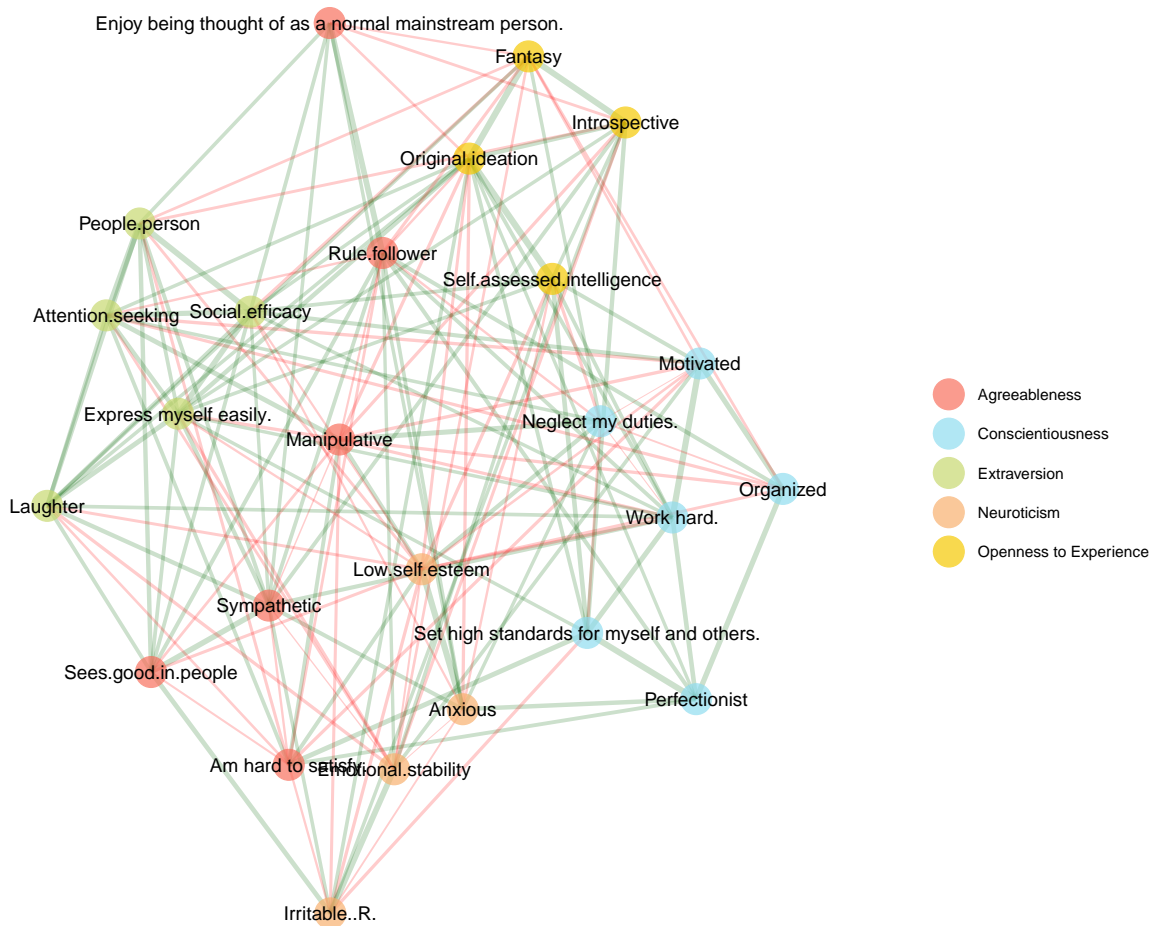 Enjoy being thought of as a normal mainstream person.
Fantasy
Introspective
Original.ideation
People.person
Rule.follower
Self.assessed.intelligence
Attention.seeking
Social.efficacy
Motivated
Express myself easily.
Manipulative
Neglect my duties.
Organized
Laughter
Work hard.
Low.self.esteem
Sympathetic
Set high standards for myself and others.
Sees.good.in.people
Perfectionist
Anxious
Am hard to satisfy.
Emotional.stability
Irritable..R.
Agreeableness
Conscientiousness
Extraversion
Neuroticism
Openness to Experience